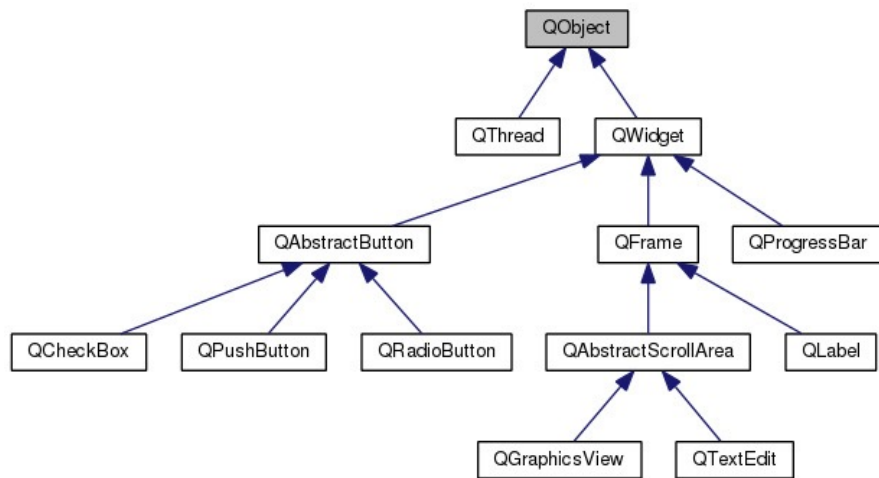 QObject
QThread
QWidget
QAbstractButton
QFrame
QProgressBar
QCheckBox
QPushButton
QRadioButton
QAbstractScrollArea
QLabel
QGraphicsView
QTextEdit